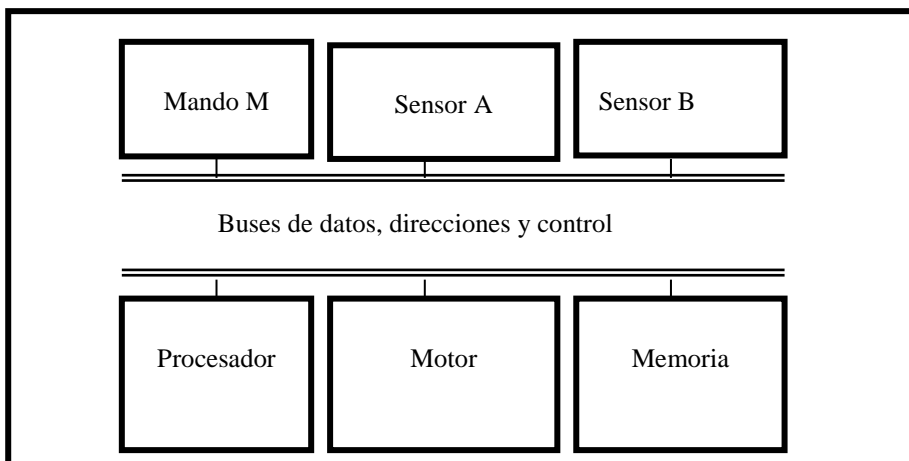 Mando M
Sensor A
Sensor B
Buses de datos, direcciones y control
Procesador
Motor
Memoria